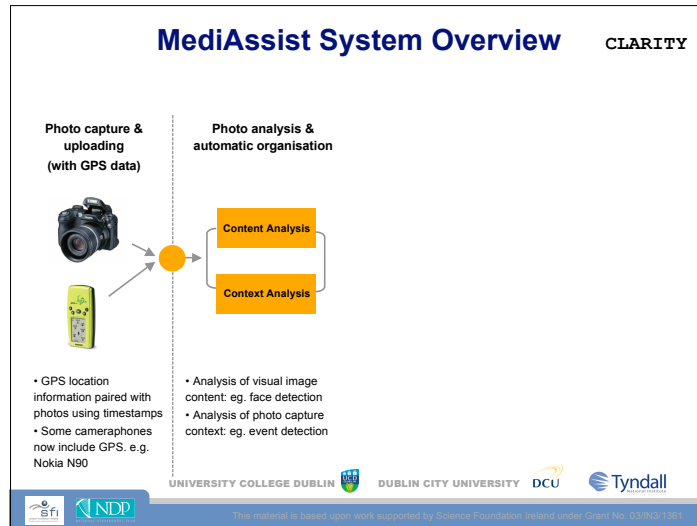 MediAssist System Overview
CLARITY
Photo capture &
uploading
(with GPS data)
Photo analysis &
automatic organisation
Content Analysis
Context Analysis
• GPS location
information paired with
photos using timestamps
• Some cameraphones
now include GPS. e.g.
Nokia N90
• Analysis of visual image
content: eg. face detection
• Analysis of photo capture
context: eg. event detection
UNIVERSITY COLLEGE DUBLIN
UCD
DUBLIN CITY UNIVERSITY
DCU
Tyndall
National Institute
sfi
NDP
This material is based upon work supported by Science Foundation Ireland under Grant No. 03/IN3/1361